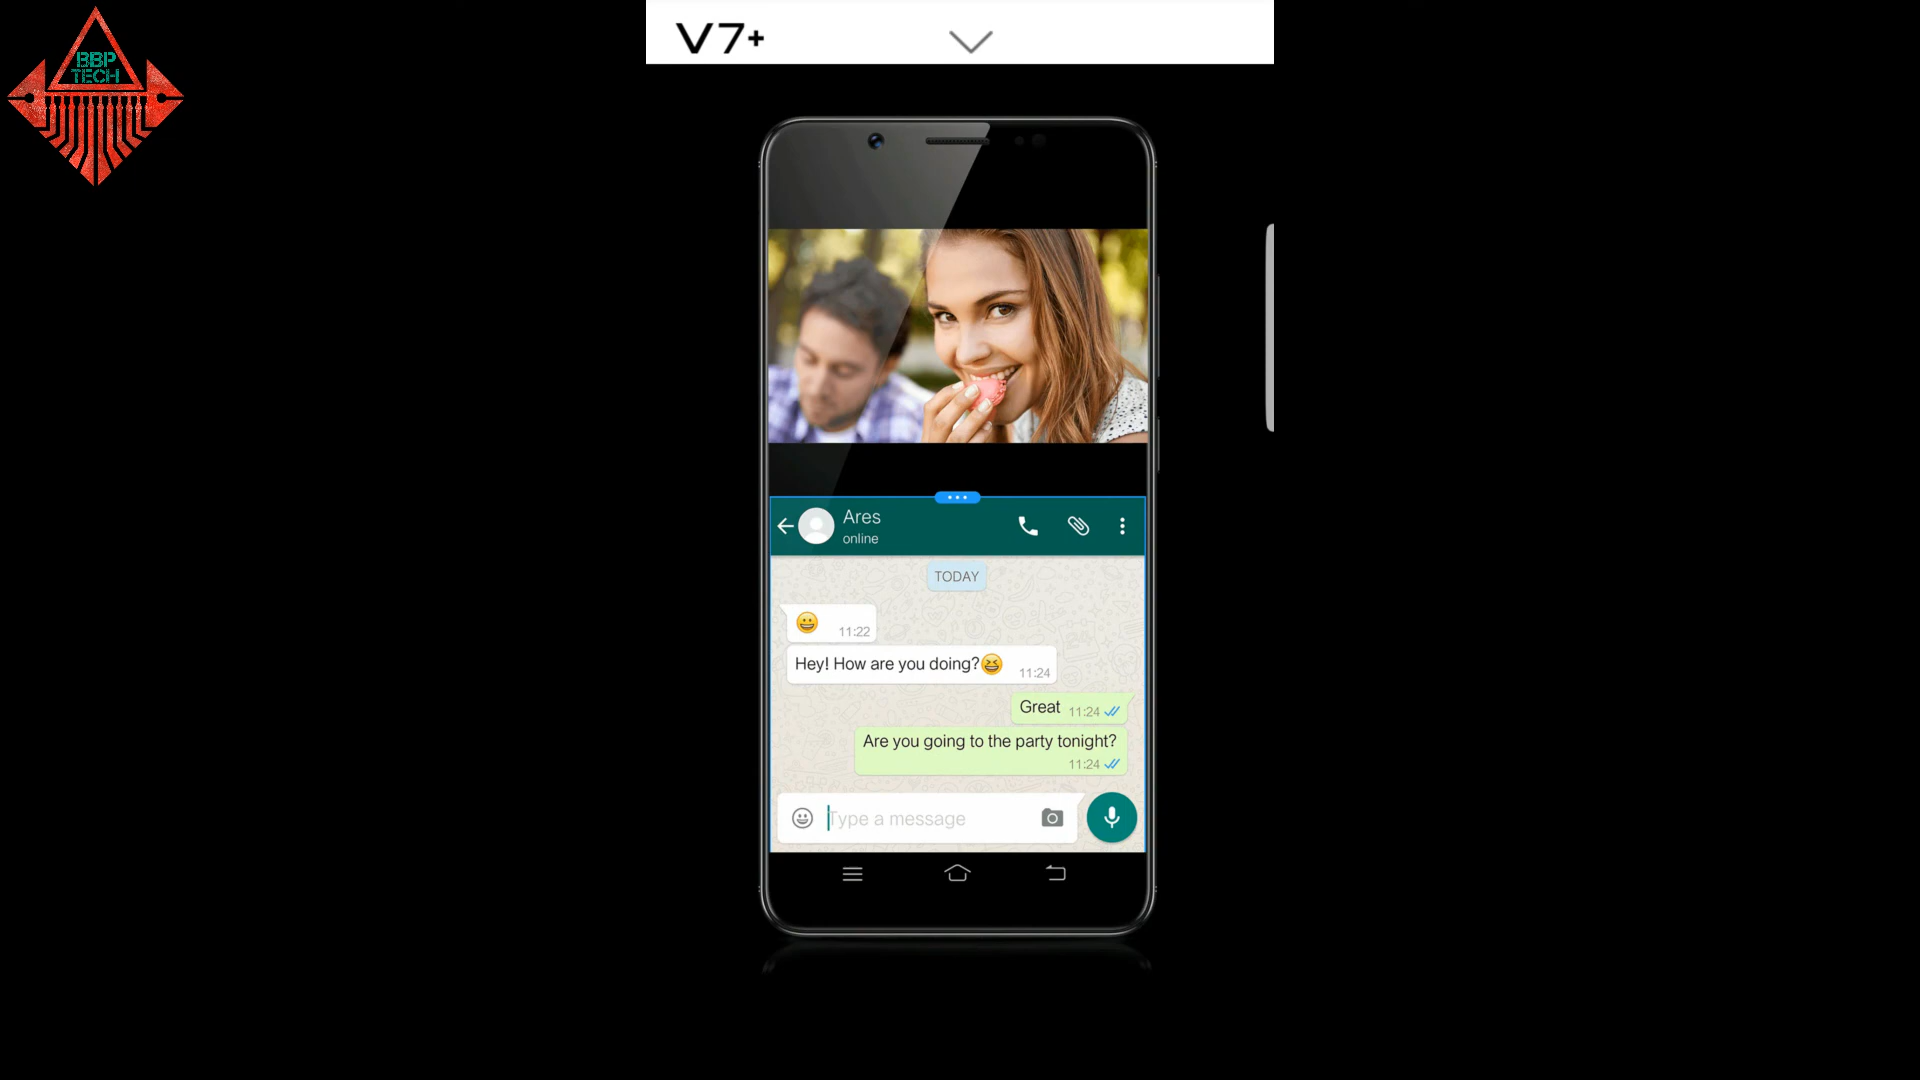 BBP
TECH
V7+
Ares
online
TODAY
11:22
Hey! How are you doing?😆 11:24
Great 11:24
Are you going to the party tonight?
11:24
Type a message